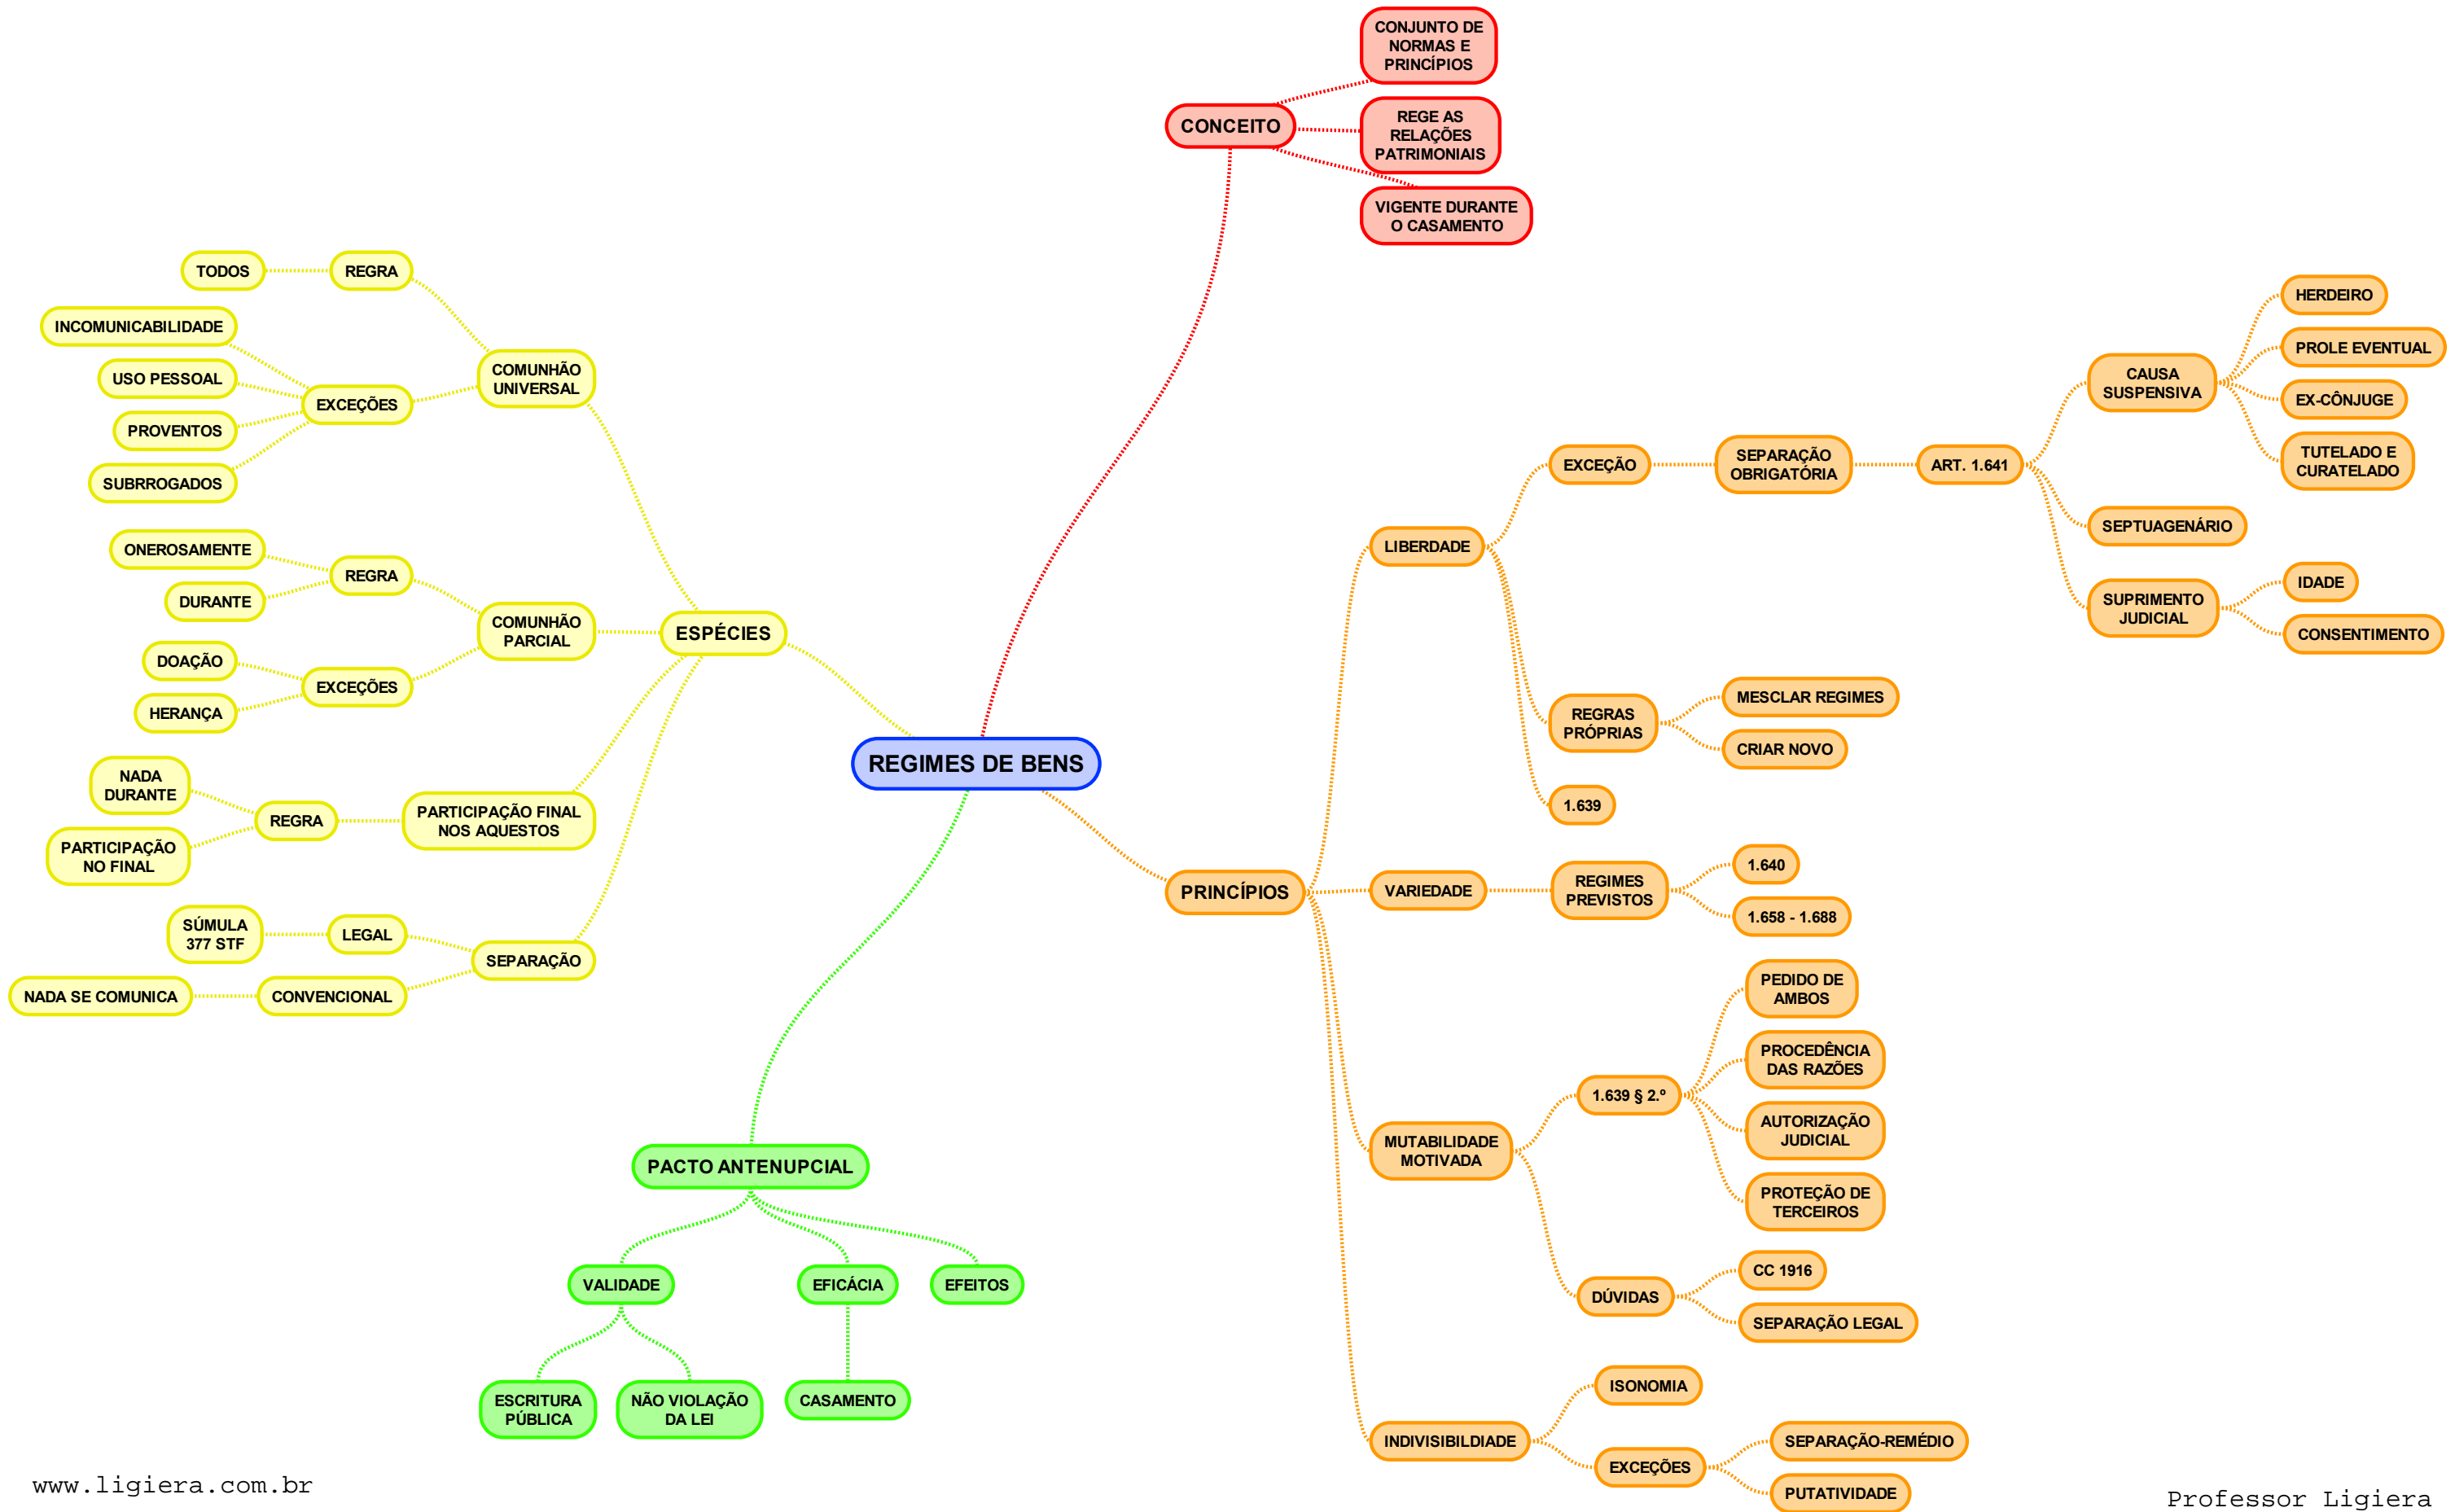 REGIMES DE BENS
CONCEITO
CONJUNTO DE
NORMAS E
PRINCÍPIOS
REGE AS
RELAÇÕES
PATRIMONIAIS
VIGENTE DURANTE
O CASAMENTO
PRINCÍPIOS
LIBERDADE
EXCEÇÃO
SEPARAÇÃO
OBRIGATÓRIA
ART. 1.641
CAUSA
SUSPENSIVA
HERDEIRO
PROLE EVENTUAL
EX-CÔNJUGE
TUTELADO E
CURATELADO
SEPTUAGENÁRIO
SUPRIMENTO
JUDICIAL
IDADE
CONSENTIMENTO
REGRAS
PRÓPRIAS
MESCLAR REGIMES
CRIAR NOVO
1.639
VARIEDADE
REGIMES
PREVISTOS
1.640
1.658 - 1.688
MUTABILIDADE
MOTIVADA
1.639 § 2.º
PEDIDO DE
AMBOS
PROCEDÊNCIA
DAS RAZÕES
AUTORIZAÇÃO
JUDICIAL
PROTEÇÃO DE
TERCEIROS
DÚVIDAS
CC 1916
SEPARAÇÃO LEGAL
INDIVISIBILDIADE
ISONOMIA
EXCEÇÕES
SEPARAÇÃO-REMÉDIO
PUTATIVIDADE
PACTO ANTENUPCIAL
VALIDADE
ESCRITURA
PÚBLICA
NÃO VIOLAÇÃO
DA LEI
EFICÁCIA
CASAMENTO
EFEITOS
ESPÉCIES
COMUNHÃO
UNIVERSAL
REGRA
TODOS
EXCEÇÕES
INCOMUNICABILIDADE
USO PESSOAL
PROVENTOS
SUBRROGADOS
COMUNHÃO
PARCIAL
REGRA
ONEROSAMENTE
DURANTE
EXCEÇÕES
DOAÇÃO
HERANÇA
PARTICIPAÇÃO FINAL
NOS AQUESTOS
REGRA
NADA
DURANTE
PARTICIPAÇÃO
NO FINAL
SEPARAÇÃO
LEGAL
SÚMULA
377 STF
CONVENCIONAL
NADA SE COMUNICA
www.ligiera.com.br
Professor Ligiera